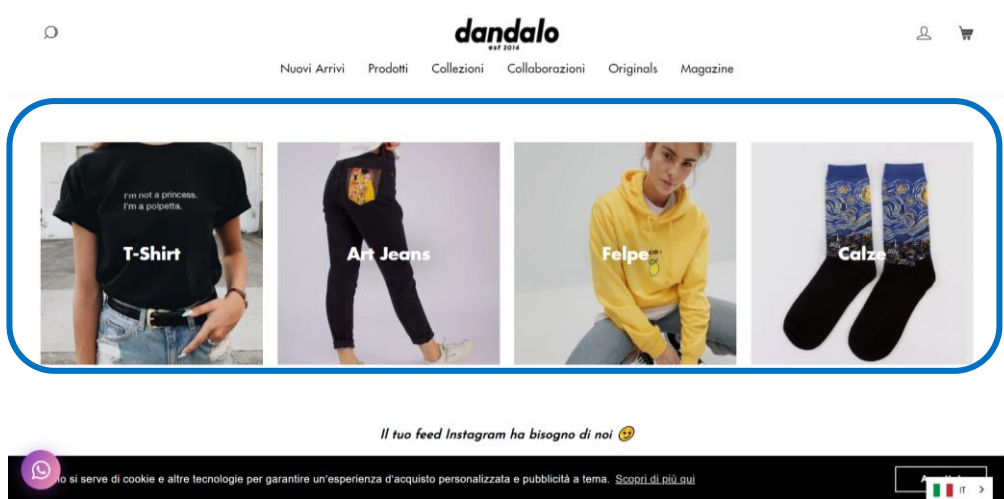 dandalo
est 2014
Nuovi Arrivi Prodotti Collezioni Collaborazioni Originals Magazine
I'm not a princess.
I'm a polpetta.
T-Shirt Art Jeans Felpe Calze
Il tuo feed Instagram ha bisogno di noi
si serve di cookie e altre tecnologie per garantire un'esperienza d'acquisto personalizzata e pubblicità a tema. Scopri di più qui
IT